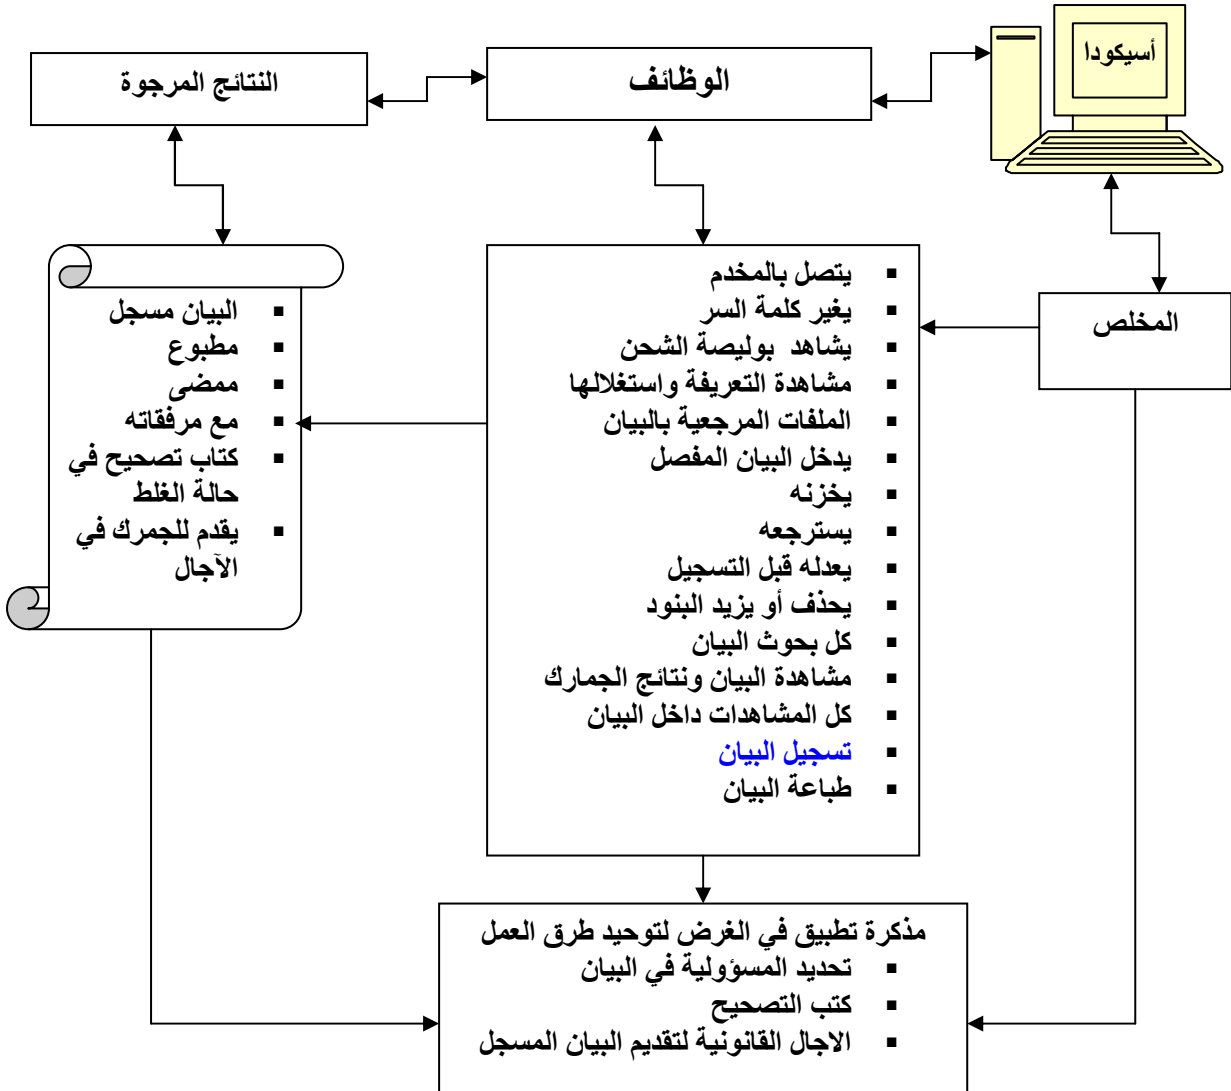 أسيكودا
الوظائف
النتائج المرجوة
المخلص
▪ يتصل بالمخدم
▪ يغير كلمة السر
▪ يشاهد بوليصة الشحن
▪ مشاهدة التعريفة واستغلالها
▪ الملفات المرجعية بالبيان
▪ يدخل البيان المفصل
▪ يخزنه
▪ يسترجعه
▪ يعدله قبل التسجيل
▪ يحذف أو يزيد البنود
▪ كل بحوث البيان
▪ مشاهدة البيان ونتائج الجمارك
▪ كل المشاهدات داخل البيان
▪ تسجيل البيان
▪ طباعة البيان
▪ البيان مسجل
▪ مطبوع
▪ ممضى
▪ مع مرفقاته
▪ كتاب تصحيح في
حالة الغلط
▪ يقدم للجمرك في
الآجال
مذكرة تطبيق في الغرض لتوحيد طرق العمل
▪ تحديد المسؤولية في البيان
▪ كتب التصحيح
▪ الاجال القانونية لتقديم البيان المسجل